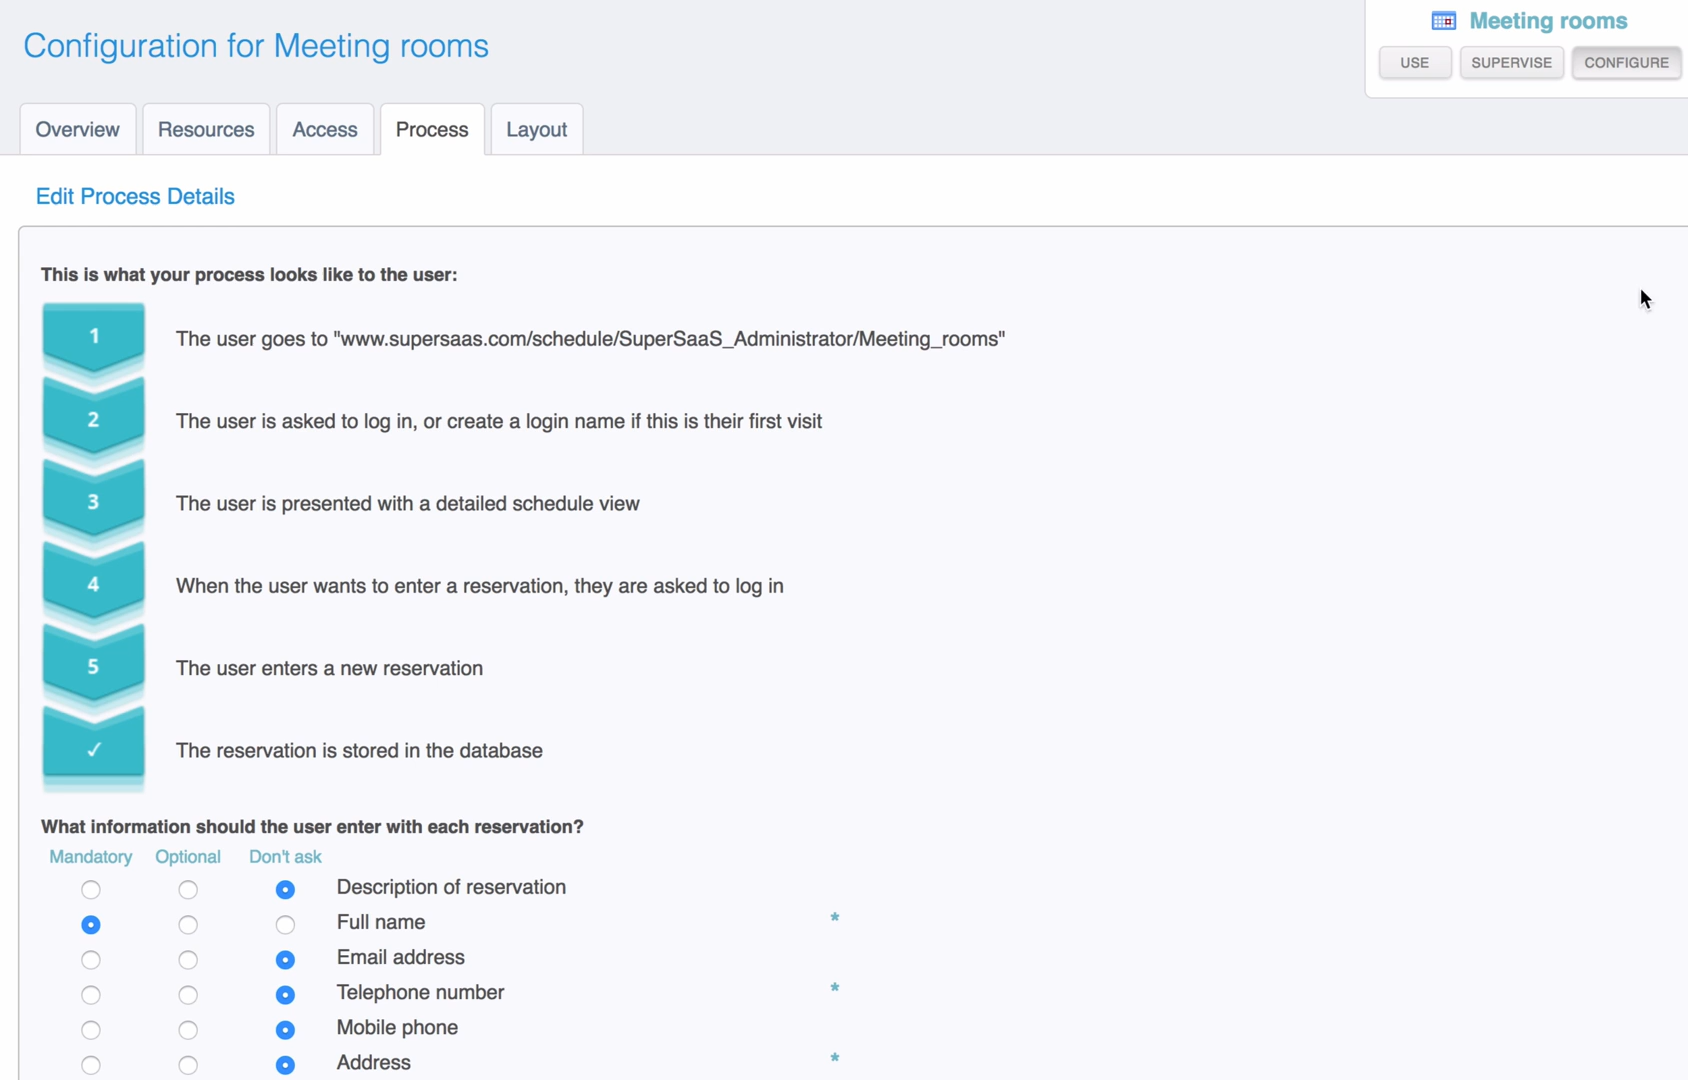 Configuration for Meeting rooms
Meeting rooms
USE SUPERVISE CONFIGURE
Overview Resources Access Process Layout
Edit Process Details
This is what your process looks like to the user:
1 The user goes to "www.supersaas.com/schedule/SuperSaaS_Administrator/Meeting_rooms"
2 The user is asked to log in, or create a login name if this is their first visit
3 The user is presented with a detailed schedule view
4 When the user wants to enter a reservation, they are asked to log in
5 The user enters a new reservation
✓ The reservation is stored in the database
What information should the user enter with each reservation?
Mandatory Optional Don't ask
Description of reservation
Full name *
Email address
Telephone number *
Mobile phone
Address *